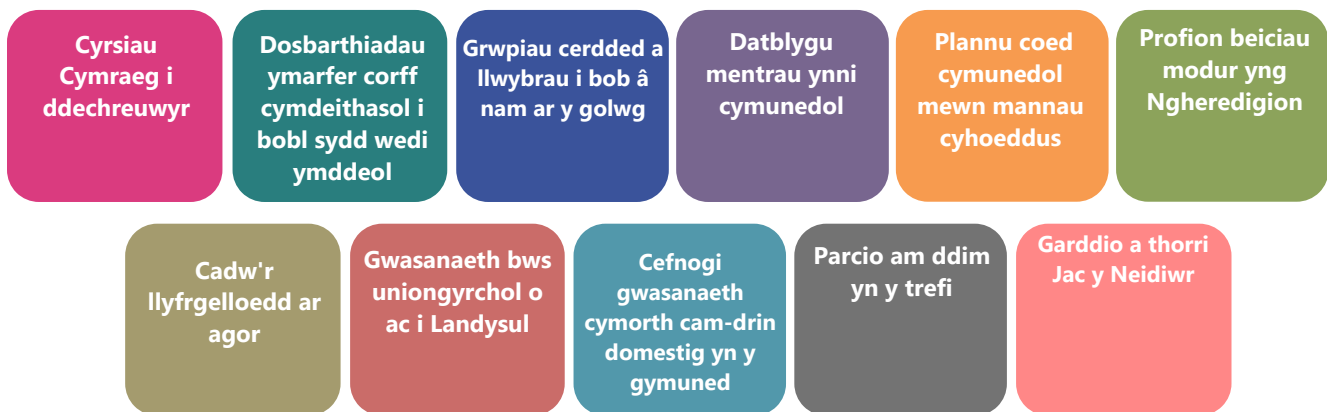 Cyrsiau
Cymraeg i
ddechreuwyr
Dosbarthiadau
ymarfer corff
cymdeithasol i
bobl sydd wedi
ymddeol
Grwpiau cerdded a
llwybrau i bob â
nam ar y golwg
Datblygu
mentrau ynni
cymunedol
Plannu coed
cymunedol
mewn mannau
cyhoeddus
Profion beiciau
modur yng
Ngheredigion
Cadw'r
llyfrgelloedd ar
agor
Gwasanaeth bws
uniongyrchol o
ac i Landysul
Cefnogi
gwasanaeth
cymorth cam-drin
domestig yn y
gymuned
Parcio am ddim
yn y trefi
Garddio a thorri
Jac y Neidiwr